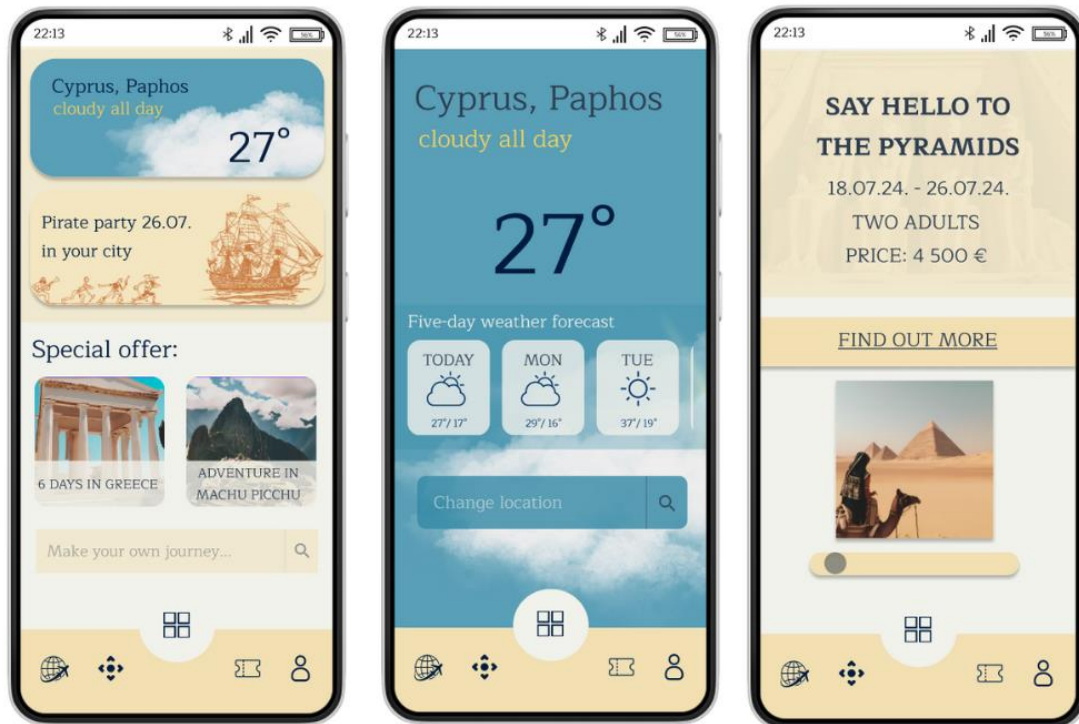 22:13
56%
Cyprus, Paphos
cloudy all day
27°
Pirate party 26.07.
in your city
Special offer:
6 DAYS IN GREECE
ADVENTURE IN
MACHU PICCHU
Make your own journey...
22:13
56%
Cyprus, Paphos
cloudy all day
27°
Five-day weather forecast
TODAY
27°/ 17°
MON
29°/ 16°
TUE
37°/ 19°
Change location
22:13
56%
SAY HELLO TO
THE PYRAMIDS
18.07.24. - 26.07.24.
TWO ADULTS
PRICE: 4 500 €
FIND OUT MORE